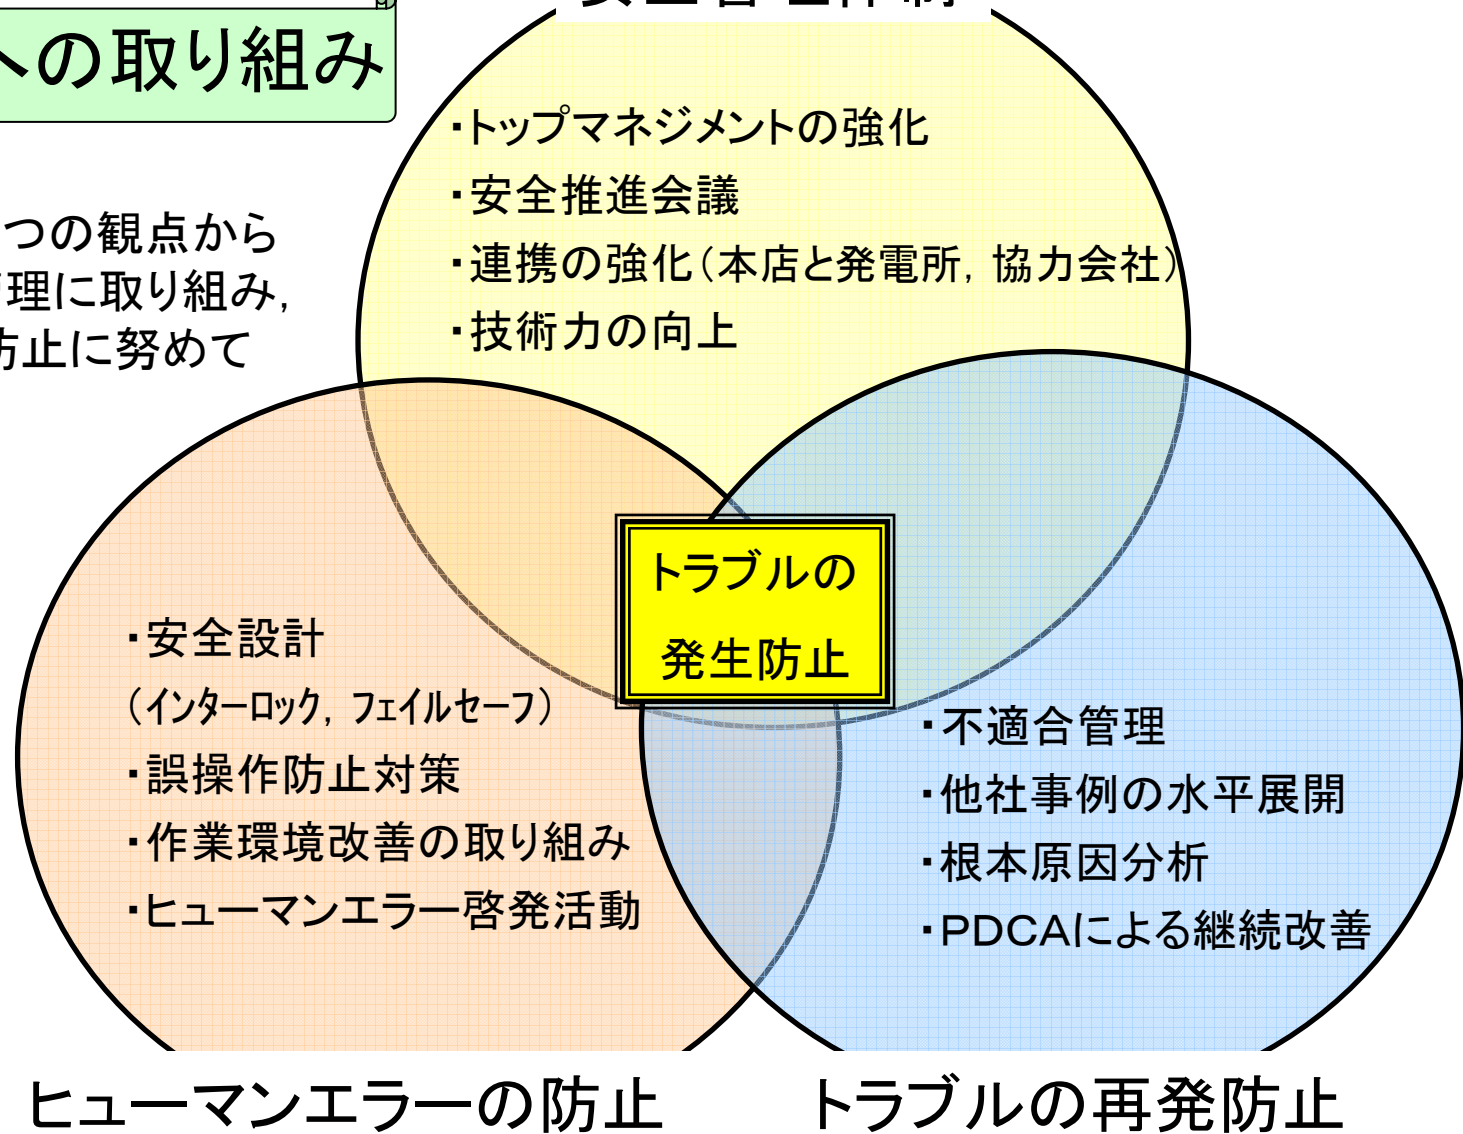 への取り組み
つの観点から
理に取り組み，
防止に努めて
・トップマネジメントの強化
・安全推進会議
・連携の強化（本店と発電所，協力会社）
・技術力の向上
トラブルの
発生防止
・安全設計
（インターロック，フェイルセーフ）
・誤操作防止対策
・作業環境改善の取り組み
・ヒューマンエラー啓発活動
・不適合管理
・他社事例の水平展開
・根本原因分析
・ＰＤＣＡによる継続改善
ヒューマンエラーの防止
トラブルの再発防止